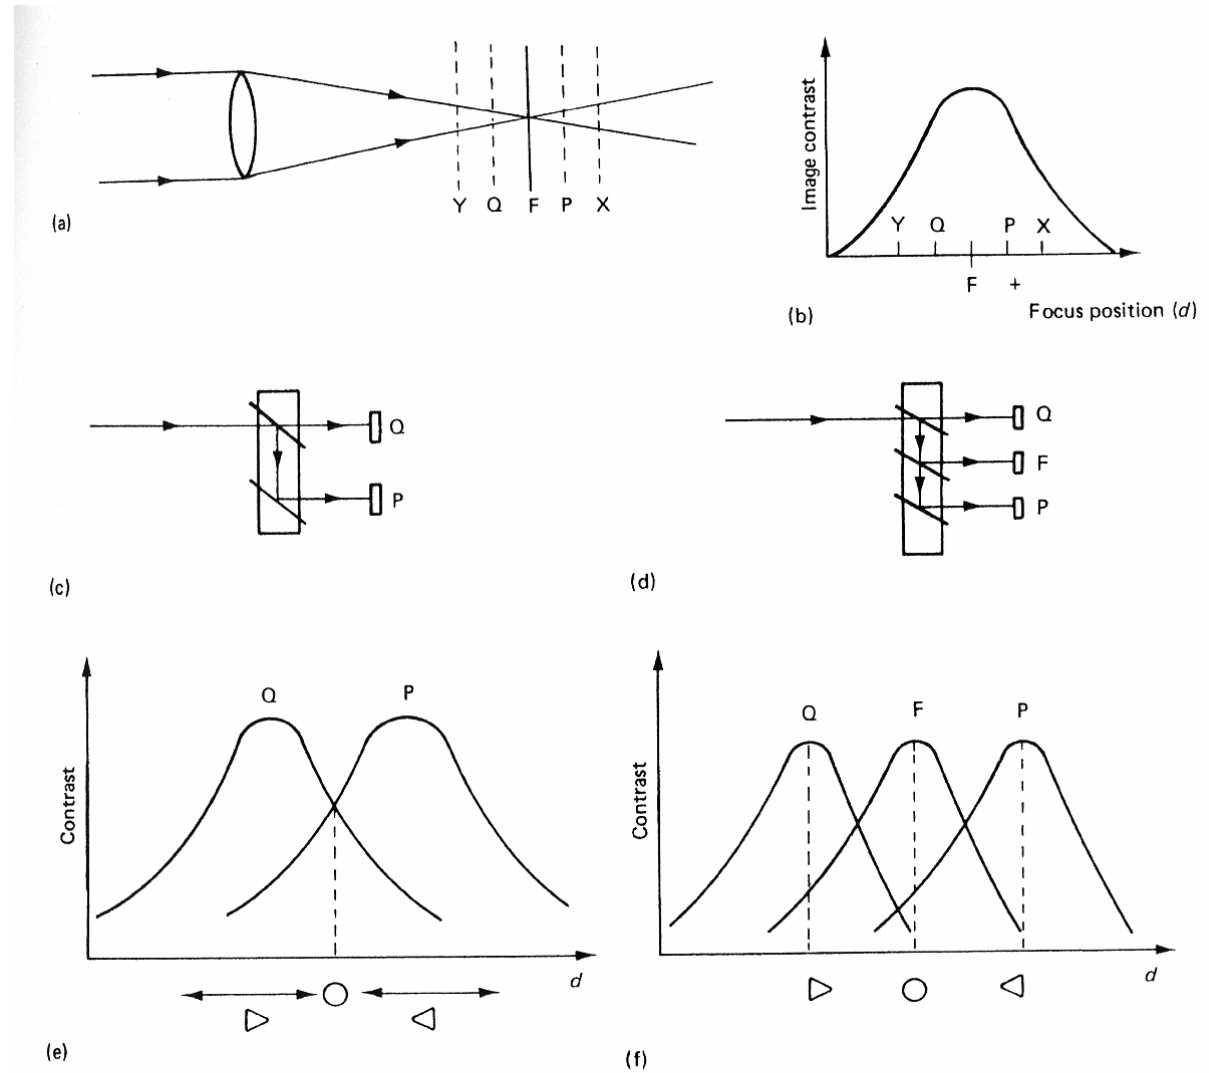 Y Q F P X
(a)
Image contrast
Y Q P X
F +
Focus position (d)
(b)
Q
P
(c)
Q
F
P
(d)
Q P
Contrast
d
(e)
Q F P
Contrast
d
(f)